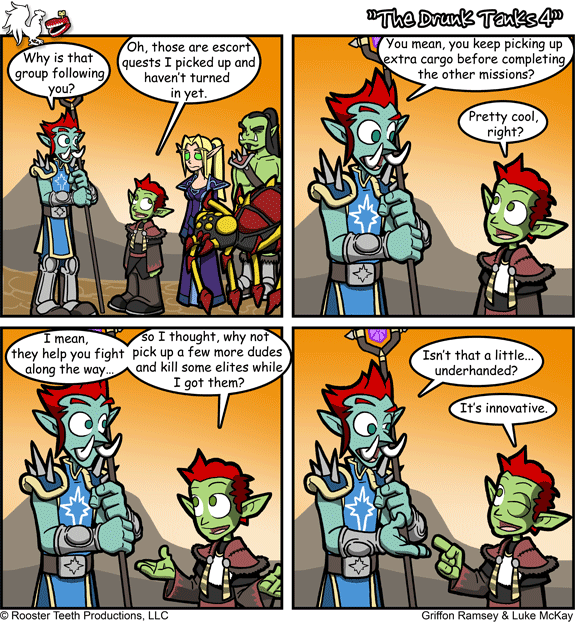 "The Drunk Tanks 4"
Why is that
group following
you?
Oh, those are escort
quests I picked up and
haven't turned
in yet.
You mean, you keep picking up
extra cargo before completing
the other missions?
Pretty cool,
right?
I mean,
they help you fight
along the way...
so I thought, why not
pick up a few more dudes
and kill some elites while
I got them?
Isn't that a little...
underhanded?
It's innovative.
© Rooster Teeth Productions, LLC
Griffon Ramsey & Luke McKay